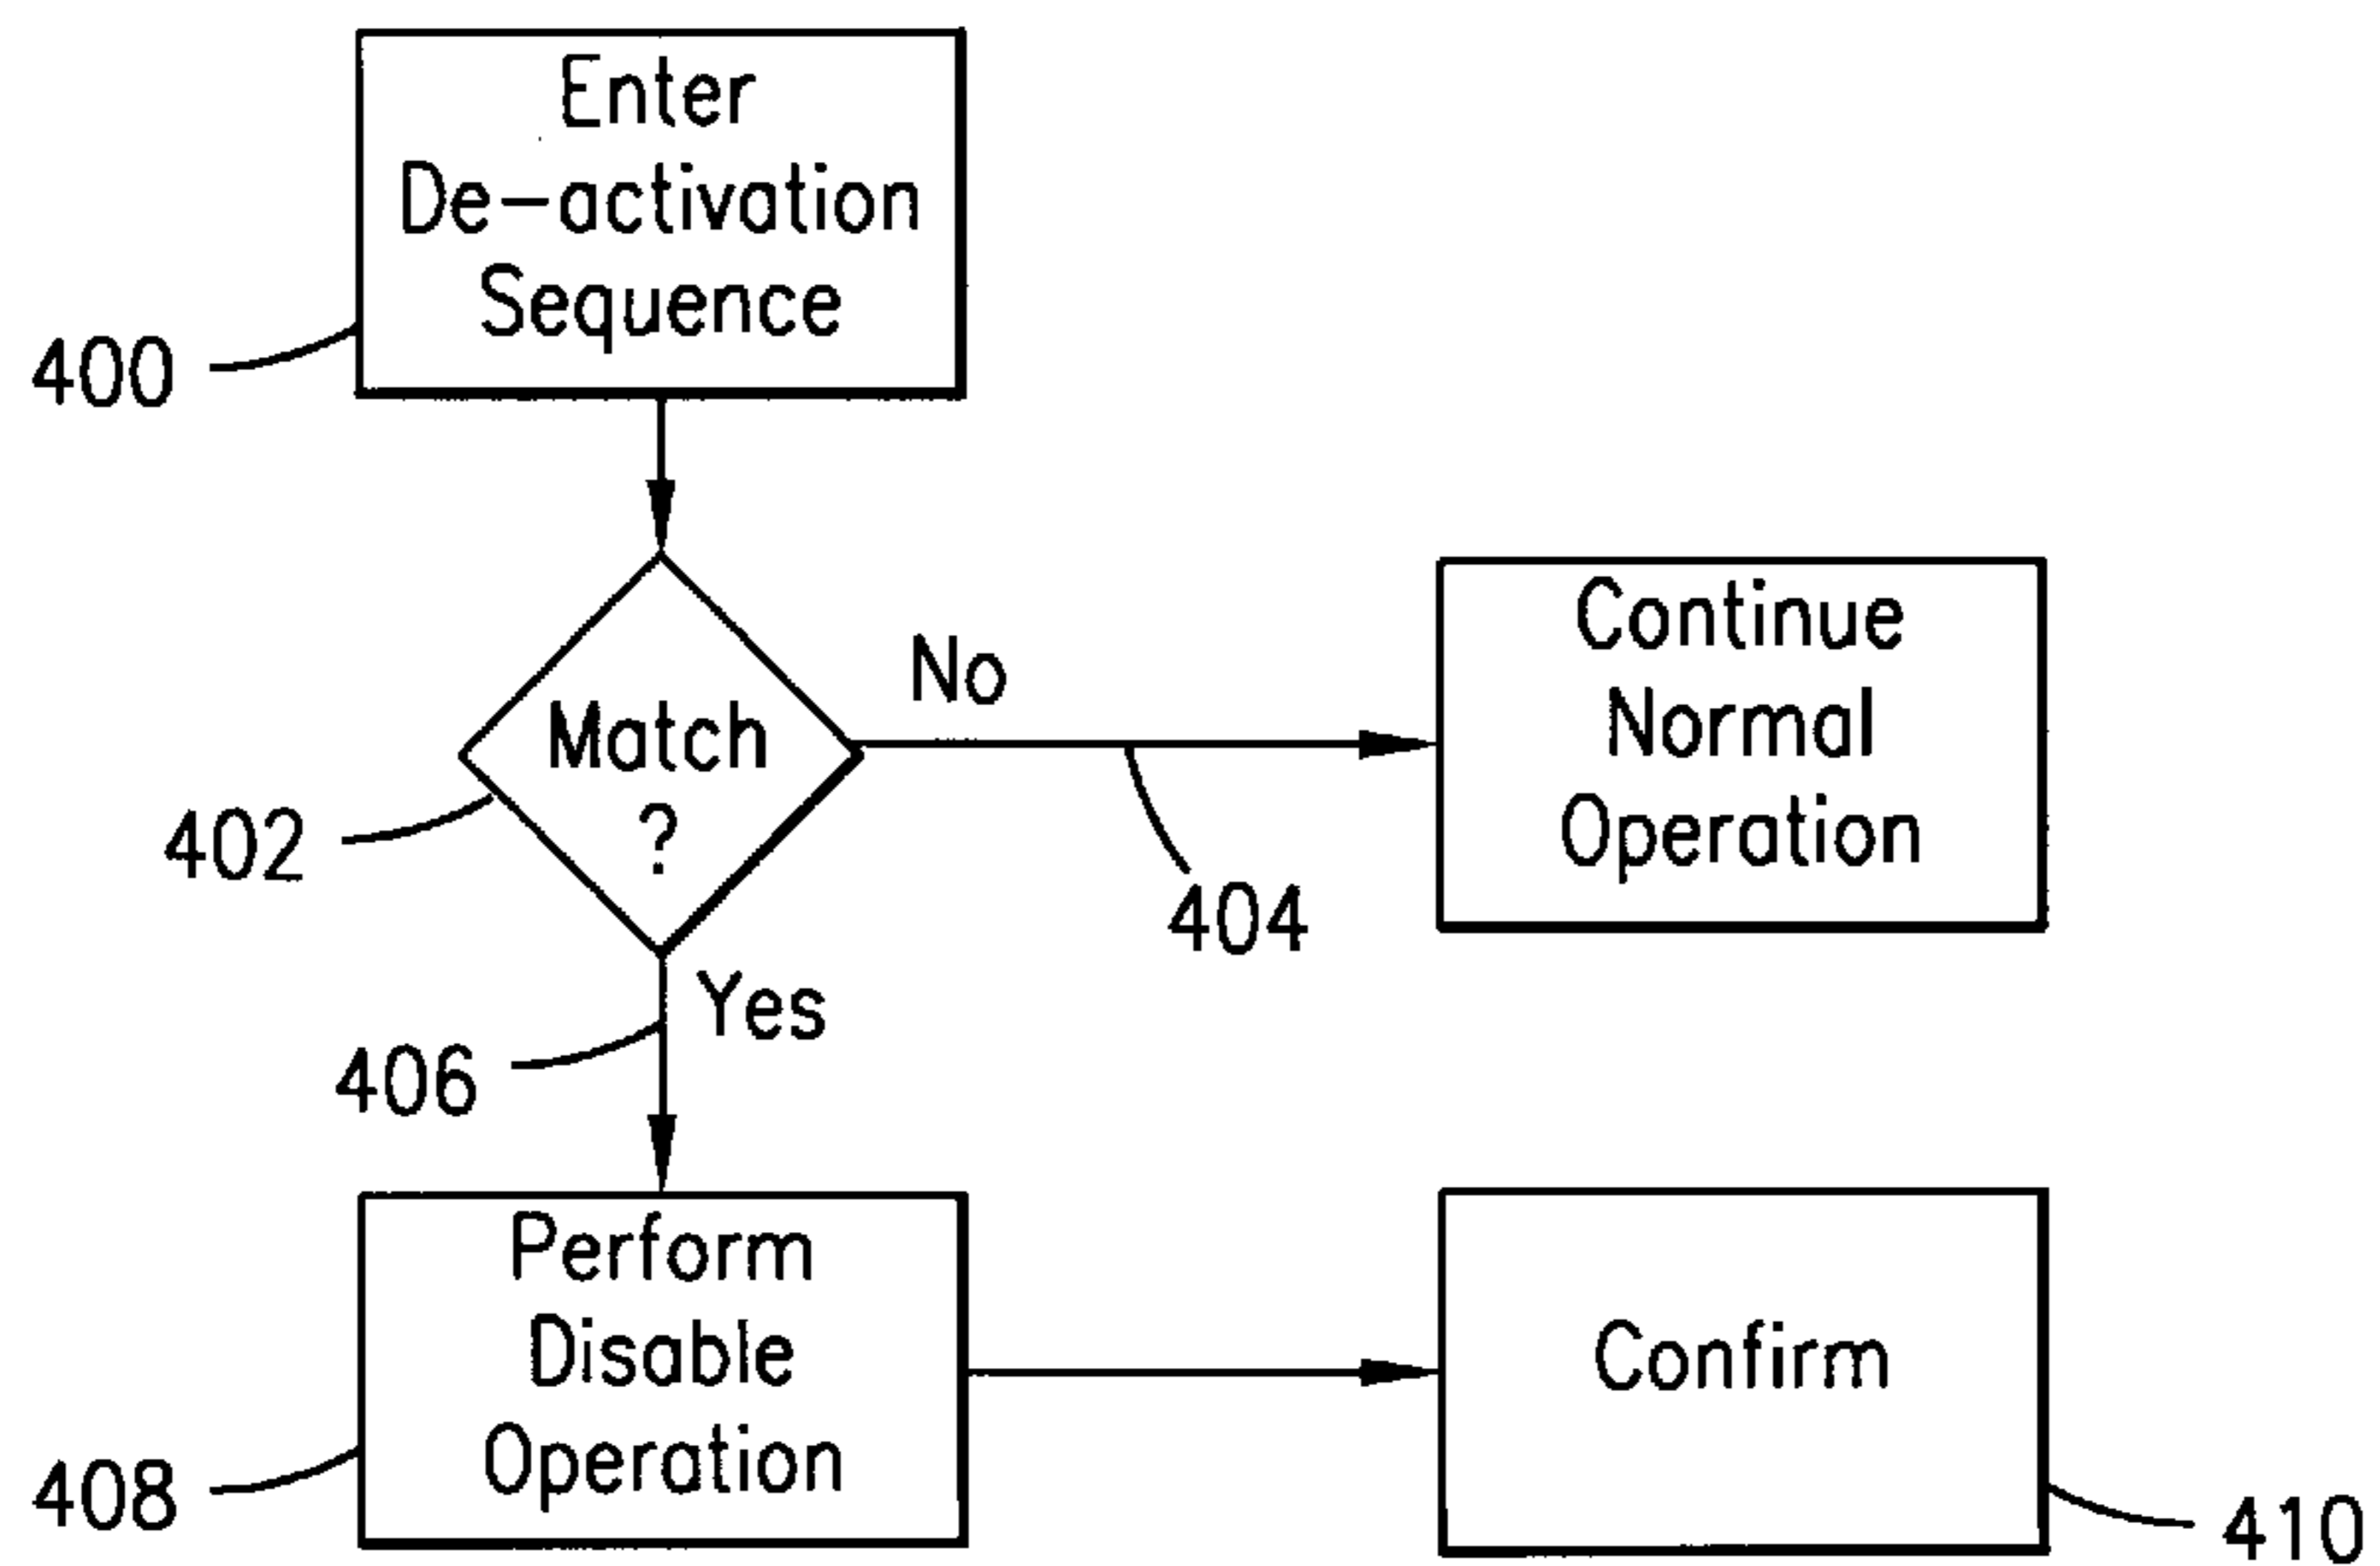 Enter
De-activation
Sequence
400
Match
?
402
No
404
Continue
Normal
Operation
Yes
406
Perform
Disable
Operation
408
Confirm
410